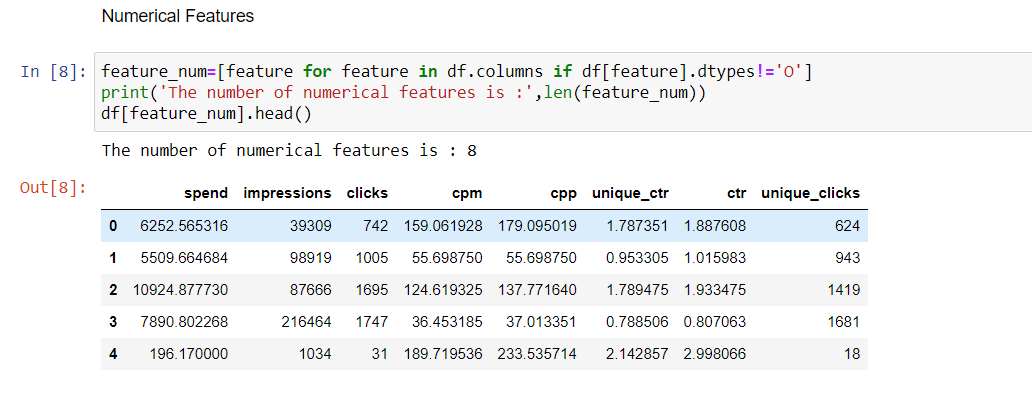 Numerical Features
In [8]: feature_num=[feature for feature in df.columns if df[feature].dtypes!='O']
print('The number of numerical features is :',len(feature_num))
df[feature_num].head()
The number of numerical features is : 8
Out[8]:
spend impressions clicks cpm cpp unique_ctr ctr unique_clicks
0 6252.565316 39309 742 159.061928 179.095019 1.787351 1.887608 624
1 5509.664684 98919 1005 55.698750 55.698750 0.953305 1.015983 943
2 10924.877730 87666 1695 124.619325 137.771640 1.789475 1.933475 1419
3 7890.802268 216464 1747 36.453185 37.013351 0.788506 0.807063 1681
4 196.170000 1034 31 189.719536 233.535714 2.142857 2.998066 18